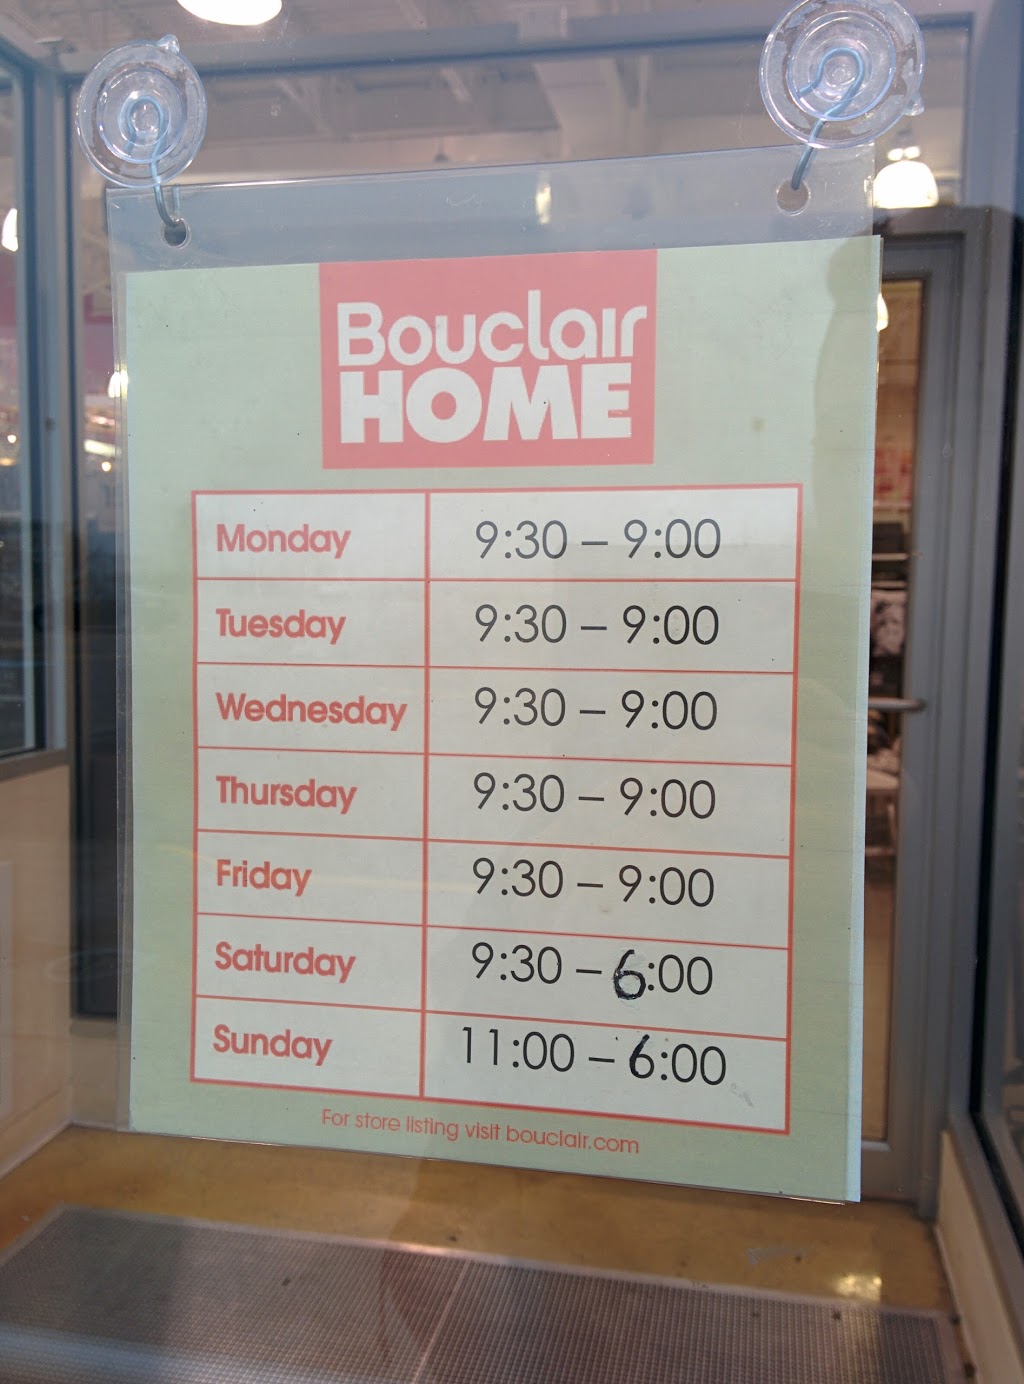 Bouclair
HOME
Monday 9:30 – 9:00
Tuesday 9:30 – 9:00
Wednesday 9:30 – 9:00
Thursday 9:30 – 9:00
Friday 9:30 – 9:00
Saturday 9:30 – 6:00
Sunday 11:00 – 6:00
For store listing visit bouclair.com